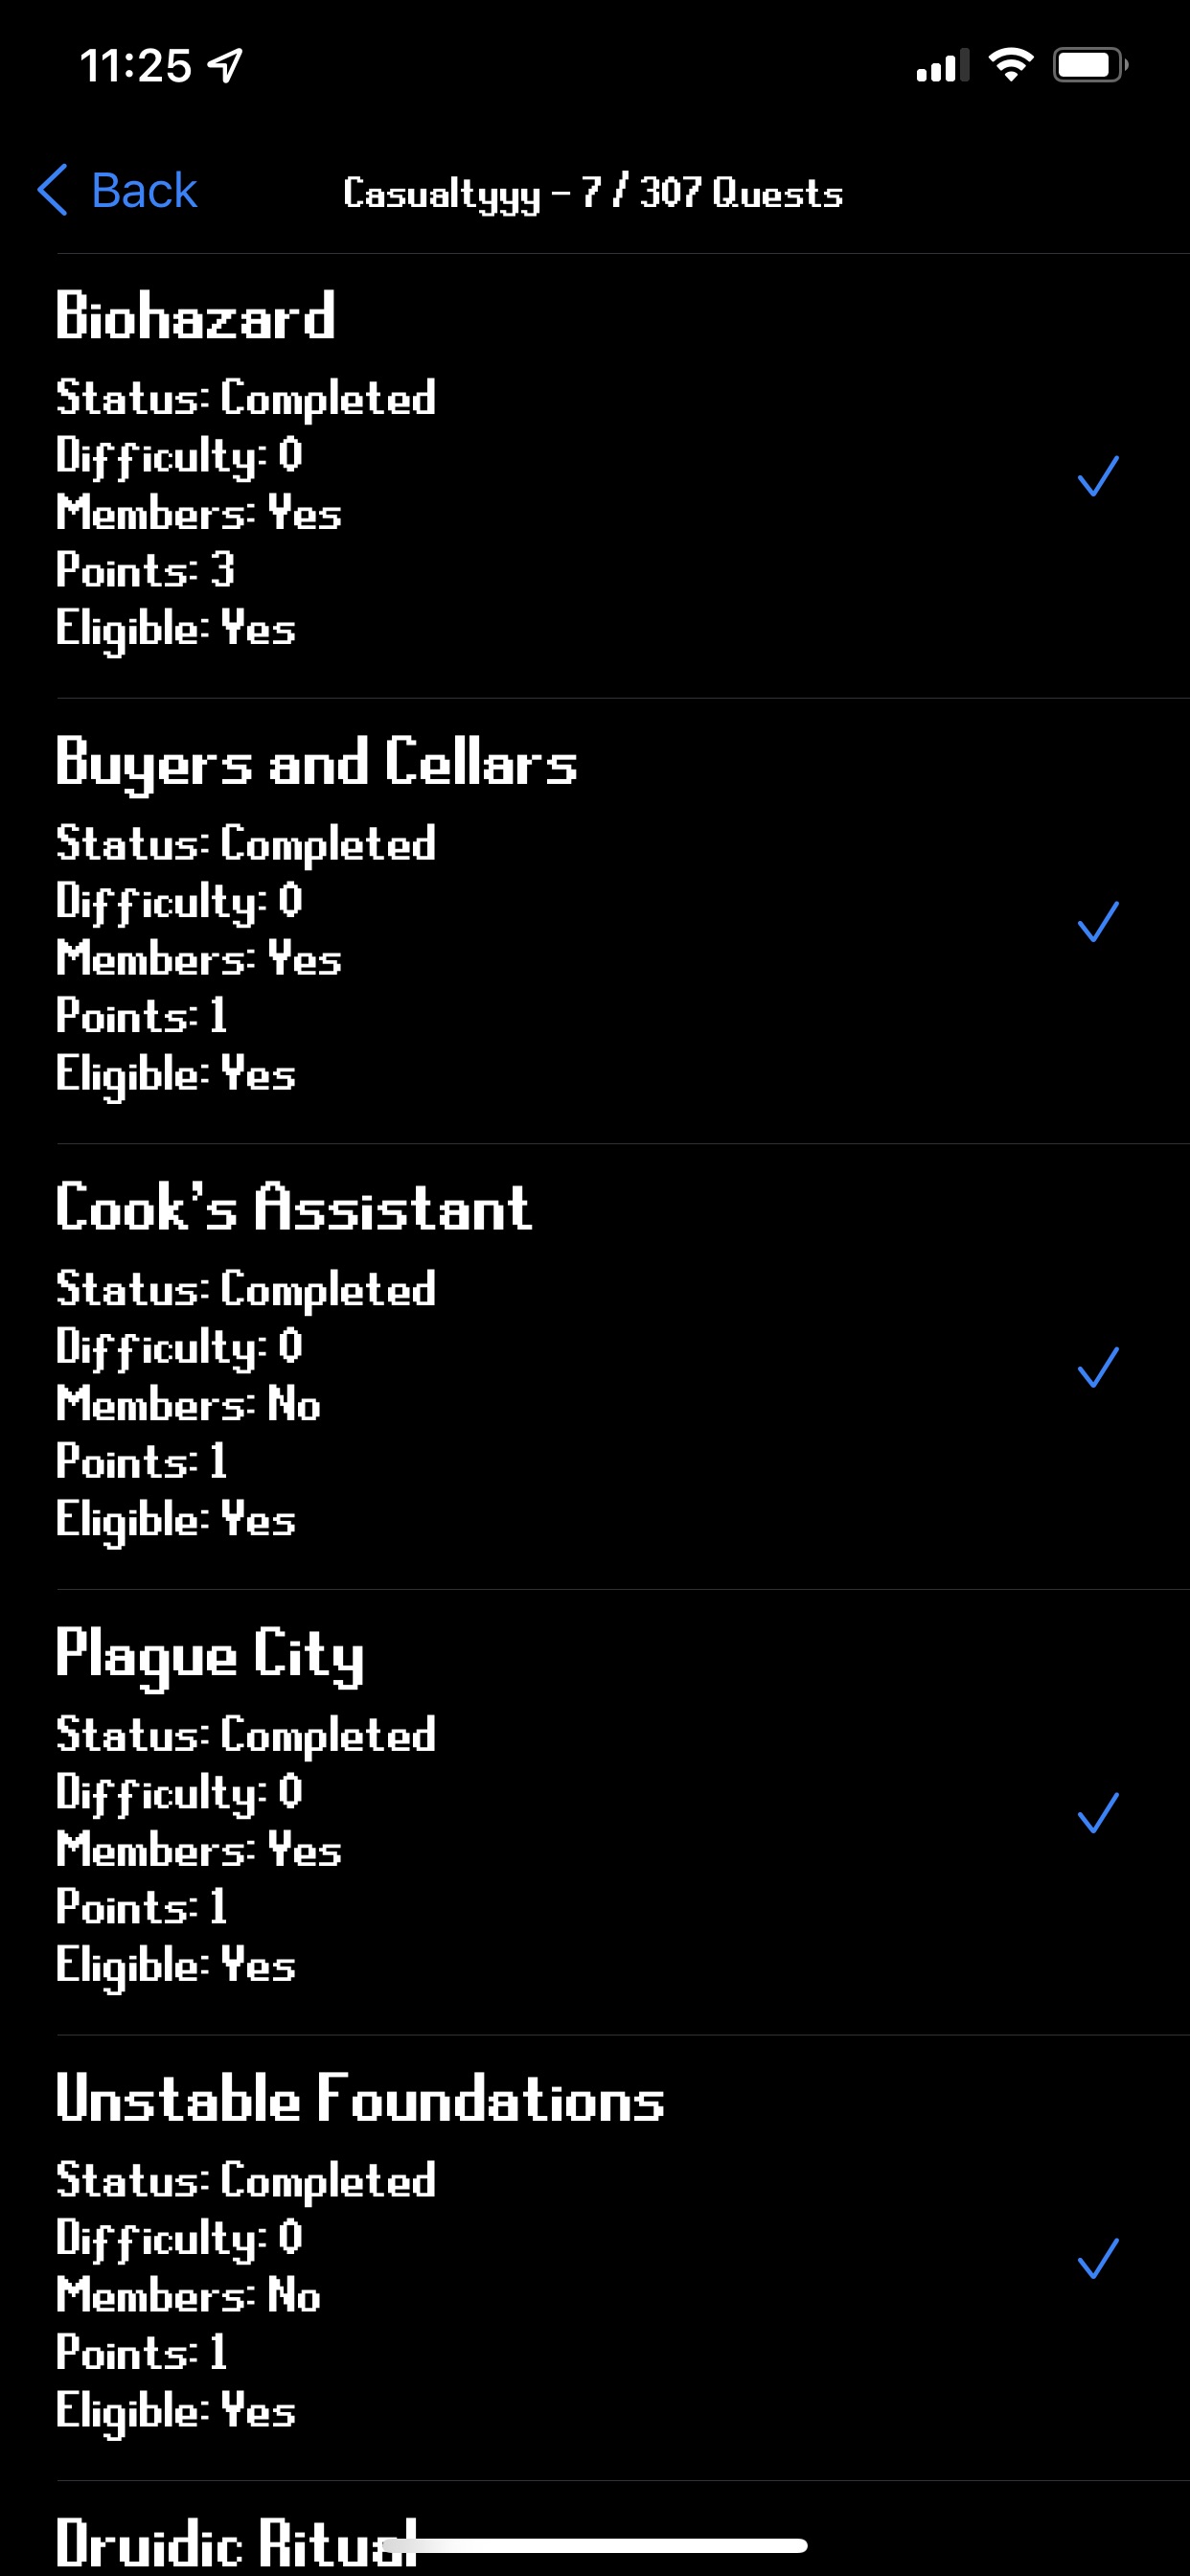 11:25
Back
Casualtyyy - 7 / 307 Quests
Biohazard
Status: Completed
Difficulty: 0
Members: Yes
Points: 3
Eligible: Yes
Buyers and Cellars
Status: Completed
Difficulty: 0
Members: Yes
Points: 1
Eligible: Yes
Cook's Assistant
Status: Completed
Difficulty: 0
Members: No
Points: 1
Eligible: Yes
Plague City
Status: Completed
Difficulty: 0
Members: Yes
Points: 1
Eligible: Yes
Unstable Foundations
Status: Completed
Difficulty: 0
Members: No
Points: 1
Eligible: Yes
Druidic Ritual